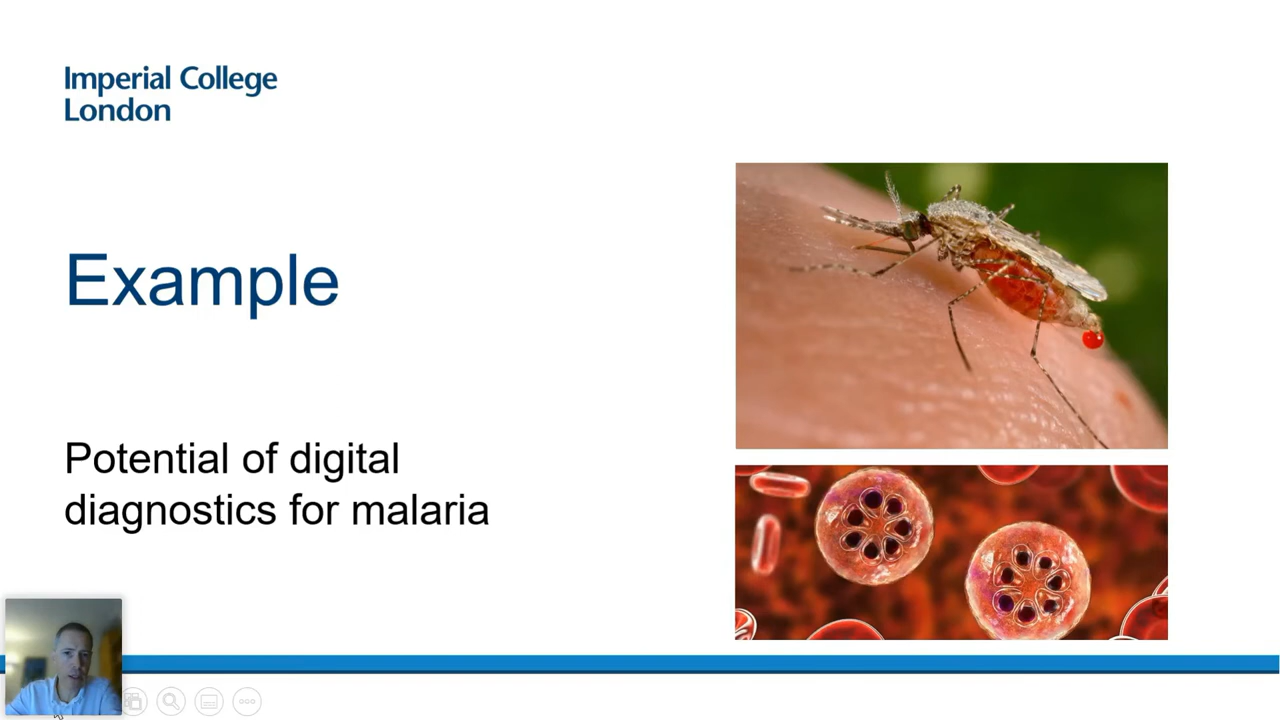 Imperial College
London
Example
Potential of digital
diagnostics for malaria